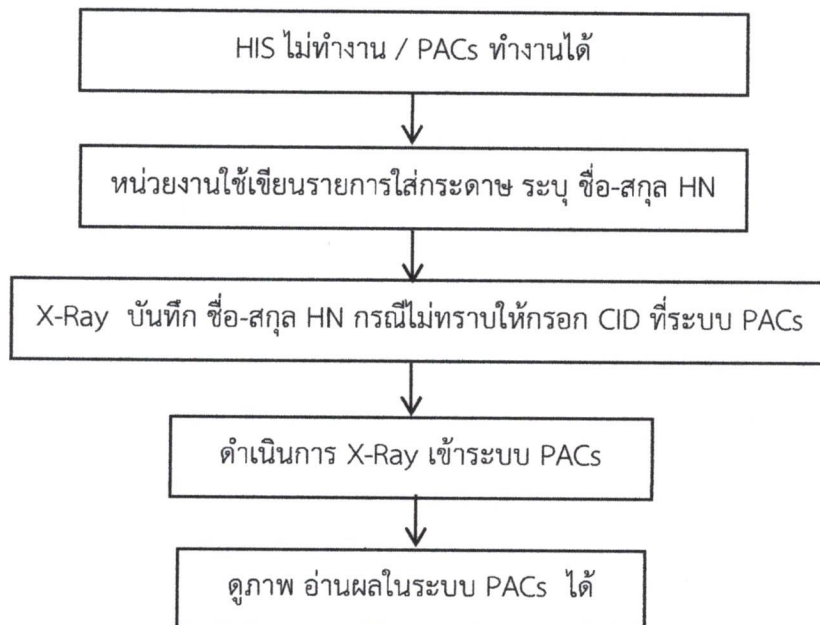 HIS ไม่ทำงาน / PACs ทำงานได้
หน่วยงานใช้เขียนรายการใส่กระดาษ ระบุ ชื่อ-สกุล HN
X-Ray บันทึก ชื่อ-สกุล HN กรณีไม่ทราบให้กรอก CID ที่ระบบ PACs
ดำเนินการ X-Ray เข้าระบบ PACs
ดูภาพ อ่านผลในระบบ PACs ได้